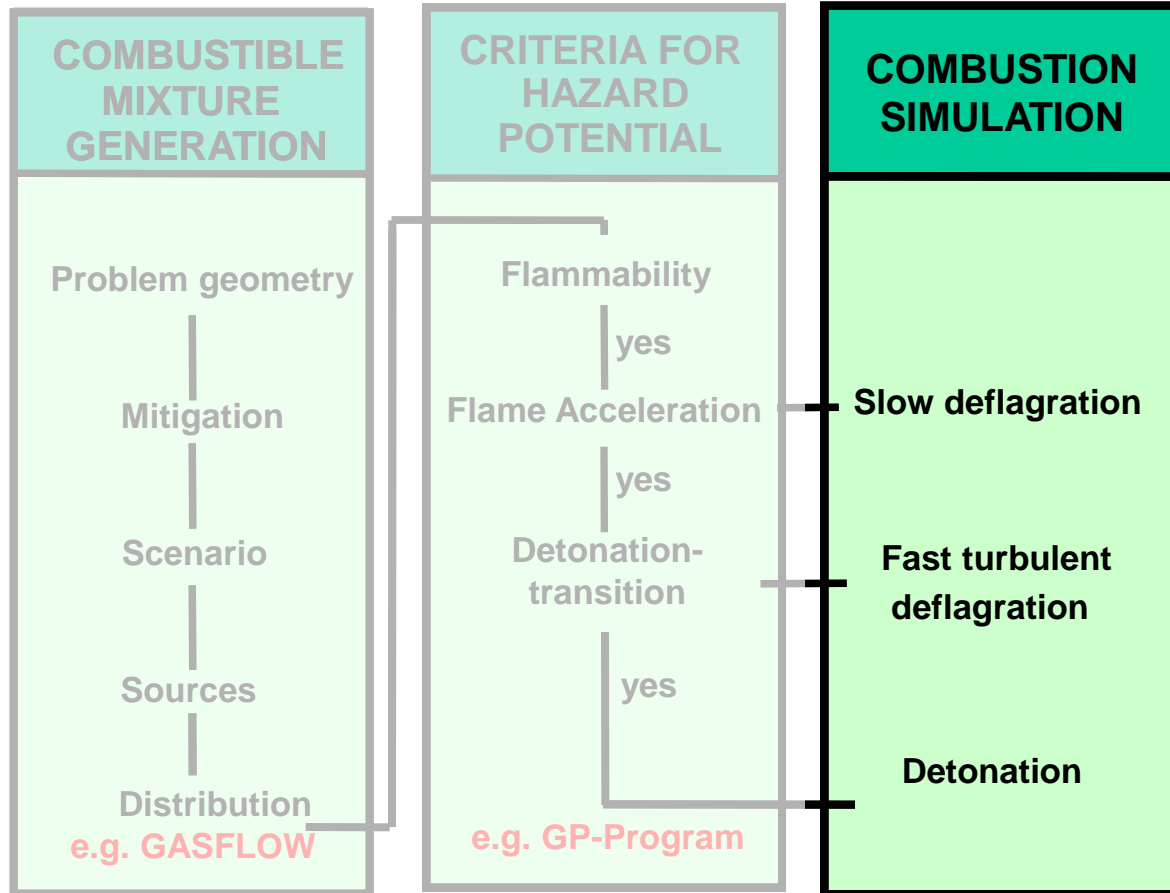 COMBUSTIBLE
MIXTURE
GENERATION
Problem geometry
Mitigation
Scenario
Sources
Distribution
e.g. GASFLOW
CRITERIA FOR
HAZARD
POTENTIAL
Flammability
yes
Flame Acceleration
yes
Detonation-
transition
yes
e.g. GP-Program
COMBUSTION
SIMULATION
Slow deflagration
Fast turbulent
deflagration
Detonation